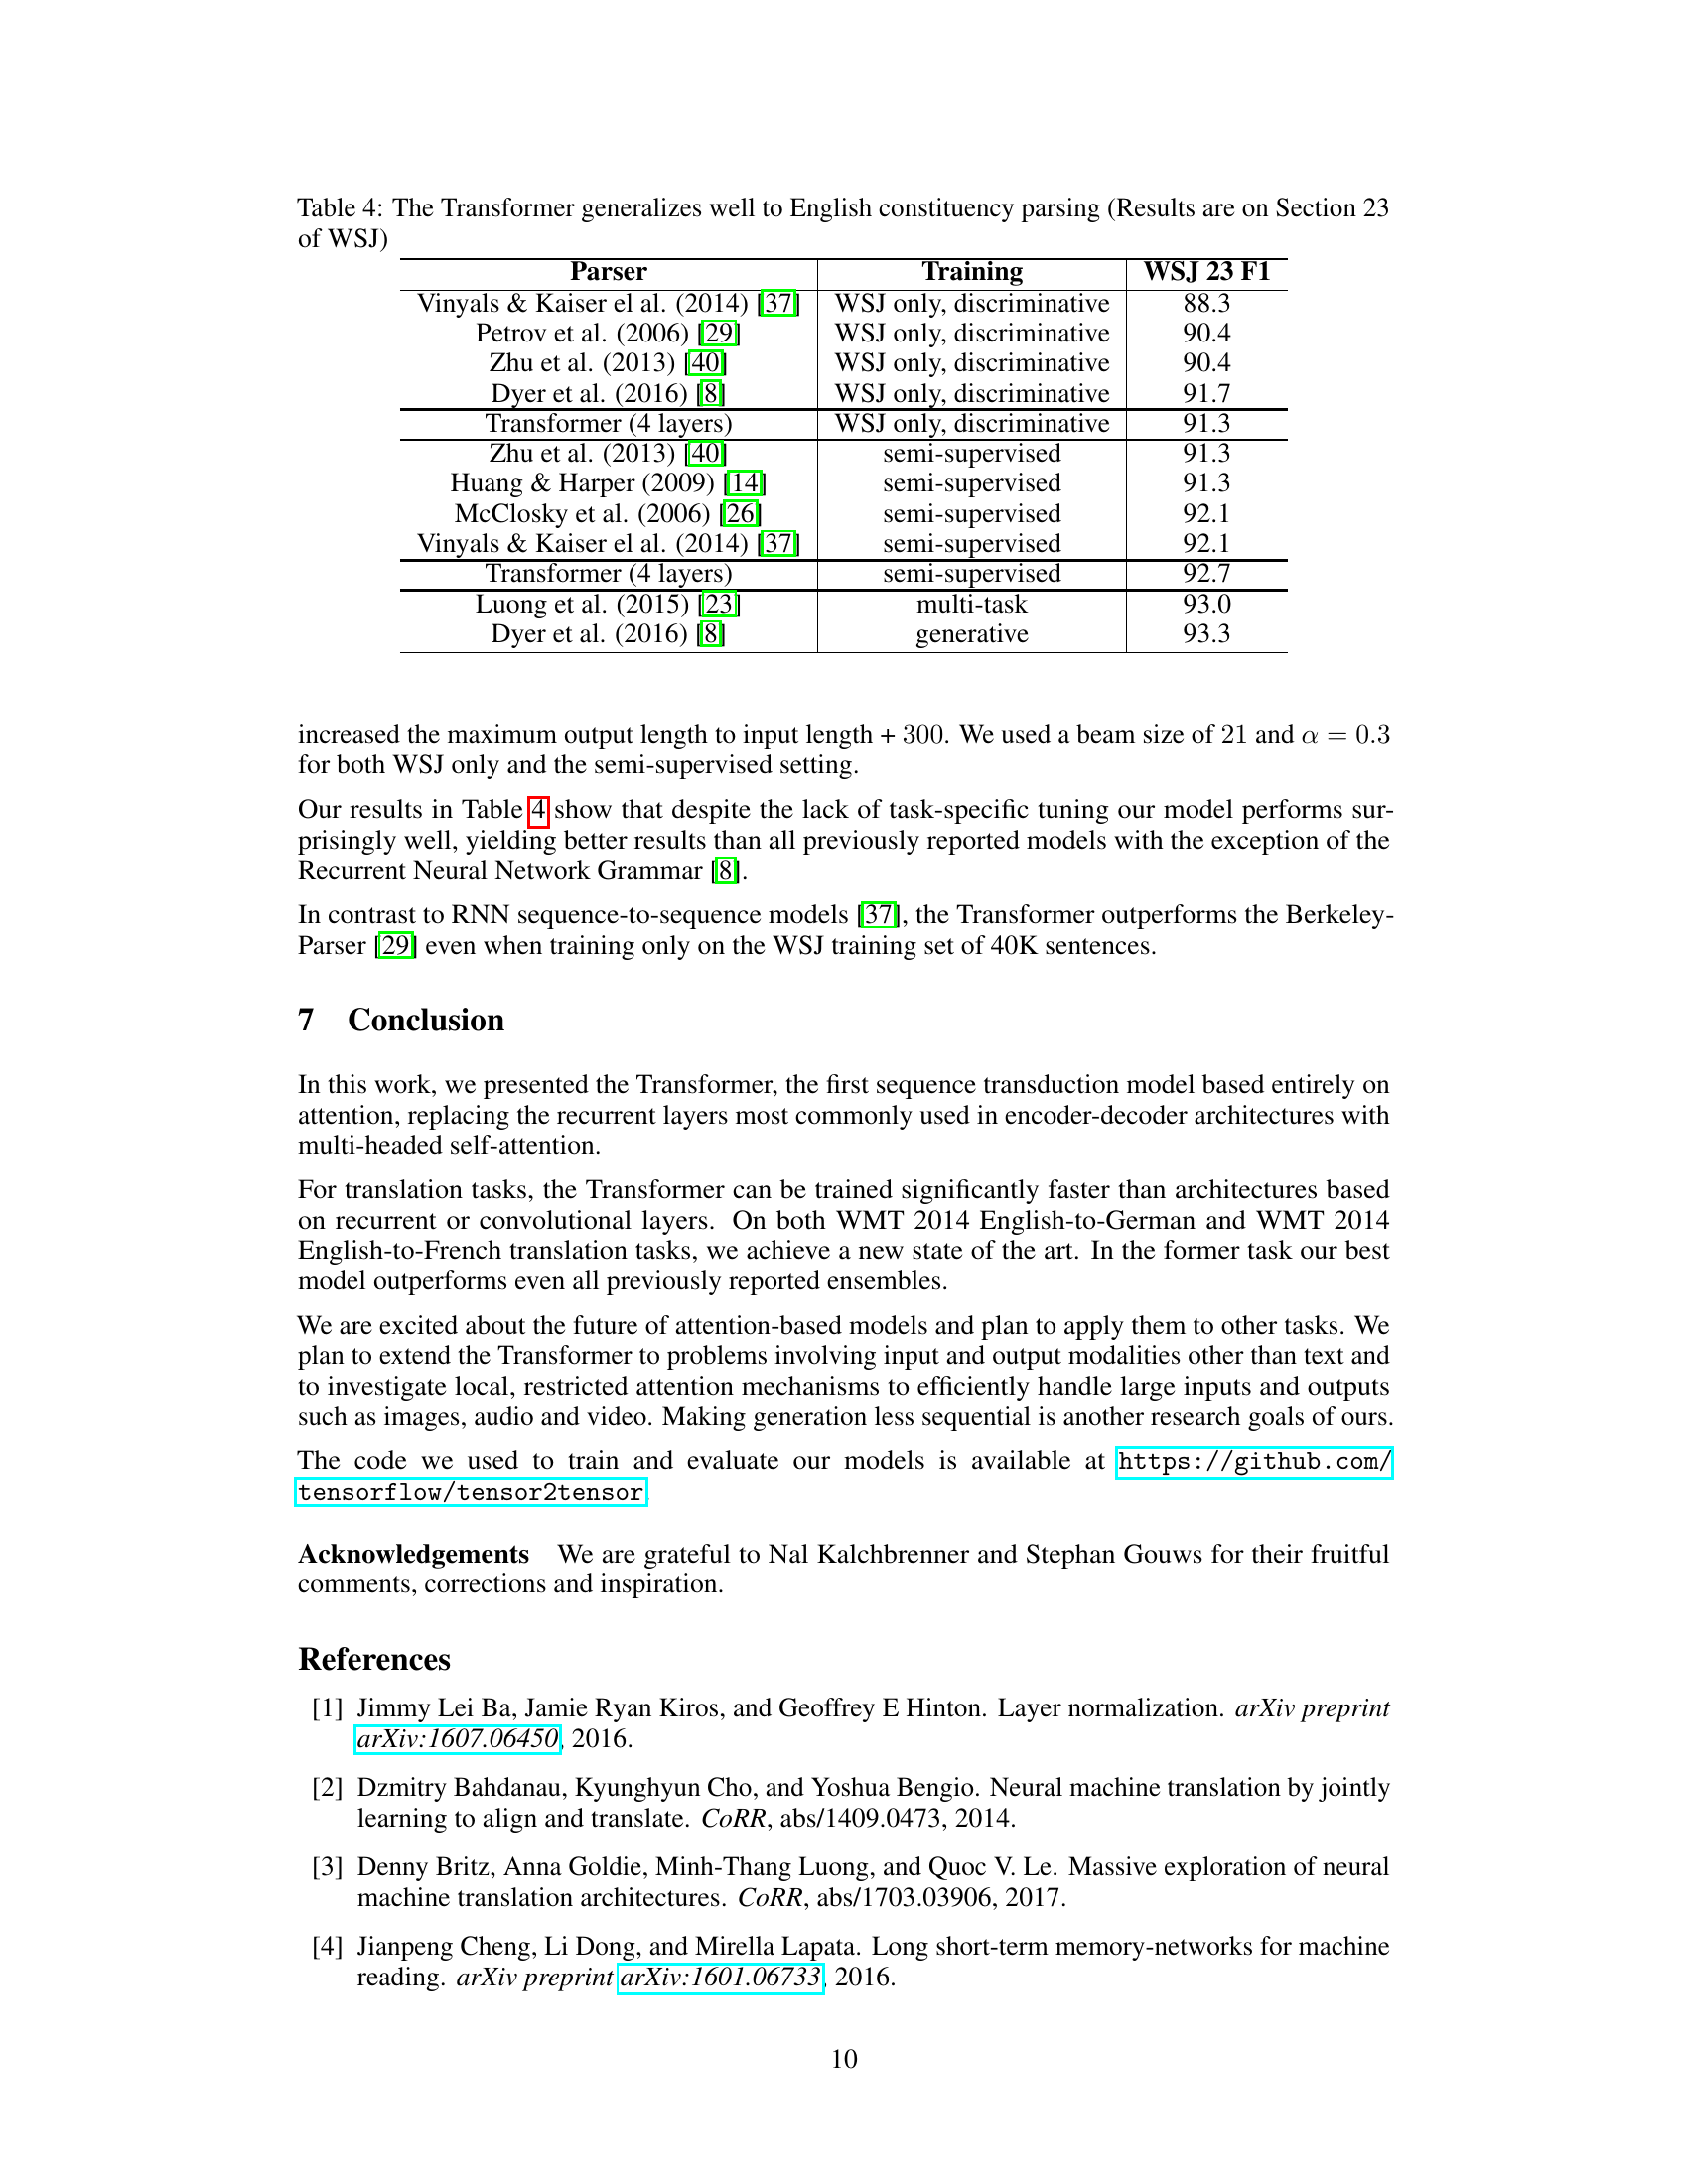 Table 4: The Transformer generalizes well to English constituency parsing (Results are on Section 23
of WSJ)
Parser Training WSJ 23 F1
Vinyals & Kaiser el al. (2014) [37] WSJ only, discriminative 88.3
Petrov et al. (2006) [29] WSJ only, discriminative 90.4
Zhu et al. (2013) [40] WSJ only, discriminative 90.4
Dyer et al. (2016) [8] WSJ only, discriminative 91.7
Transformer (4 layers) WSJ only, discriminative 91.3
Zhu et al. (2013) [40] semi-supervised 91.3
Huang & Harper (2009) [14] semi-supervised 91.3
McClosky et al. (2006) [26] semi-supervised 92.1
Vinyals & Kaiser el al. (2014) [37] semi-supervised 92.1
Transformer (4 layers) semi-supervised 92.7
Luong et al. (2015) [23] multi-task 93.0
Dyer et al. (2016) [8] generative 93.3
increased the maximum output length to input length + 300. We used a beam size of 21 and α = 0.3
for both WSJ only and the semi-supervised setting.
Our results in Table 4 show that despite the lack of task-specific tuning our model performs sur-
prisingly well, yielding better results than all previously reported models with the exception of the
Recurrent Neural Network Grammar [8].
In contrast to RNN sequence-to-sequence models [37], the Transformer outperforms the Berkeley-
Parser [29] even when training only on the WSJ training set of 40K sentences.
7 Conclusion
In this work, we presented the Transformer, the first sequence transduction model based entirely on
attention, replacing the recurrent layers most commonly used in encoder-decoder architectures with
multi-headed self-attention.
For translation tasks, the Transformer can be trained significantly faster than architectures based
on recurrent or convolutional layers. On both WMT 2014 English-to-German and WMT 2014
English-to-French translation tasks, we achieve a new state of the art. In the former task our best
model outperforms even all previously reported ensembles.
We are excited about the future of attention-based models and plan to apply them to other tasks. We
plan to extend the Transformer to problems involving input and output modalities other than text and
to investigate local, restricted attention mechanisms to efficiently handle large inputs and outputs
such as images, audio and video. Making generation less sequential is another research goals of ours.
The code we used to train and evaluate our models is available at https://github.com/
tensorflow/tensor2tensor.
Acknowledgements We are grateful to Nal Kalchbrenner and Stephan Gouws for their fruitful
comments, corrections and inspiration.
References
[1] Jimmy Lei Ba, Jamie Ryan Kiros, and Geoffrey E Hinton. Layer normalization. arXiv preprint
arXiv:1607.06450, 2016.
[2] Dzmitry Bahdanau, Kyunghyun Cho, and Yoshua Bengio. Neural machine translation by jointly
learning to align and translate. CoRR, abs/1409.0473, 2014.
[3] Denny Britz, Anna Goldie, Minh-Thang Luong, and Quoc V. Le. Massive exploration of neural
machine translation architectures. CoRR, abs/1703.03906, 2017.
[4] Jianpeng Cheng, Li Dong, and Mirella Lapata. Long short-term memory-networks for machine
reading. arXiv preprint arXiv:1601.06733, 2016.
10